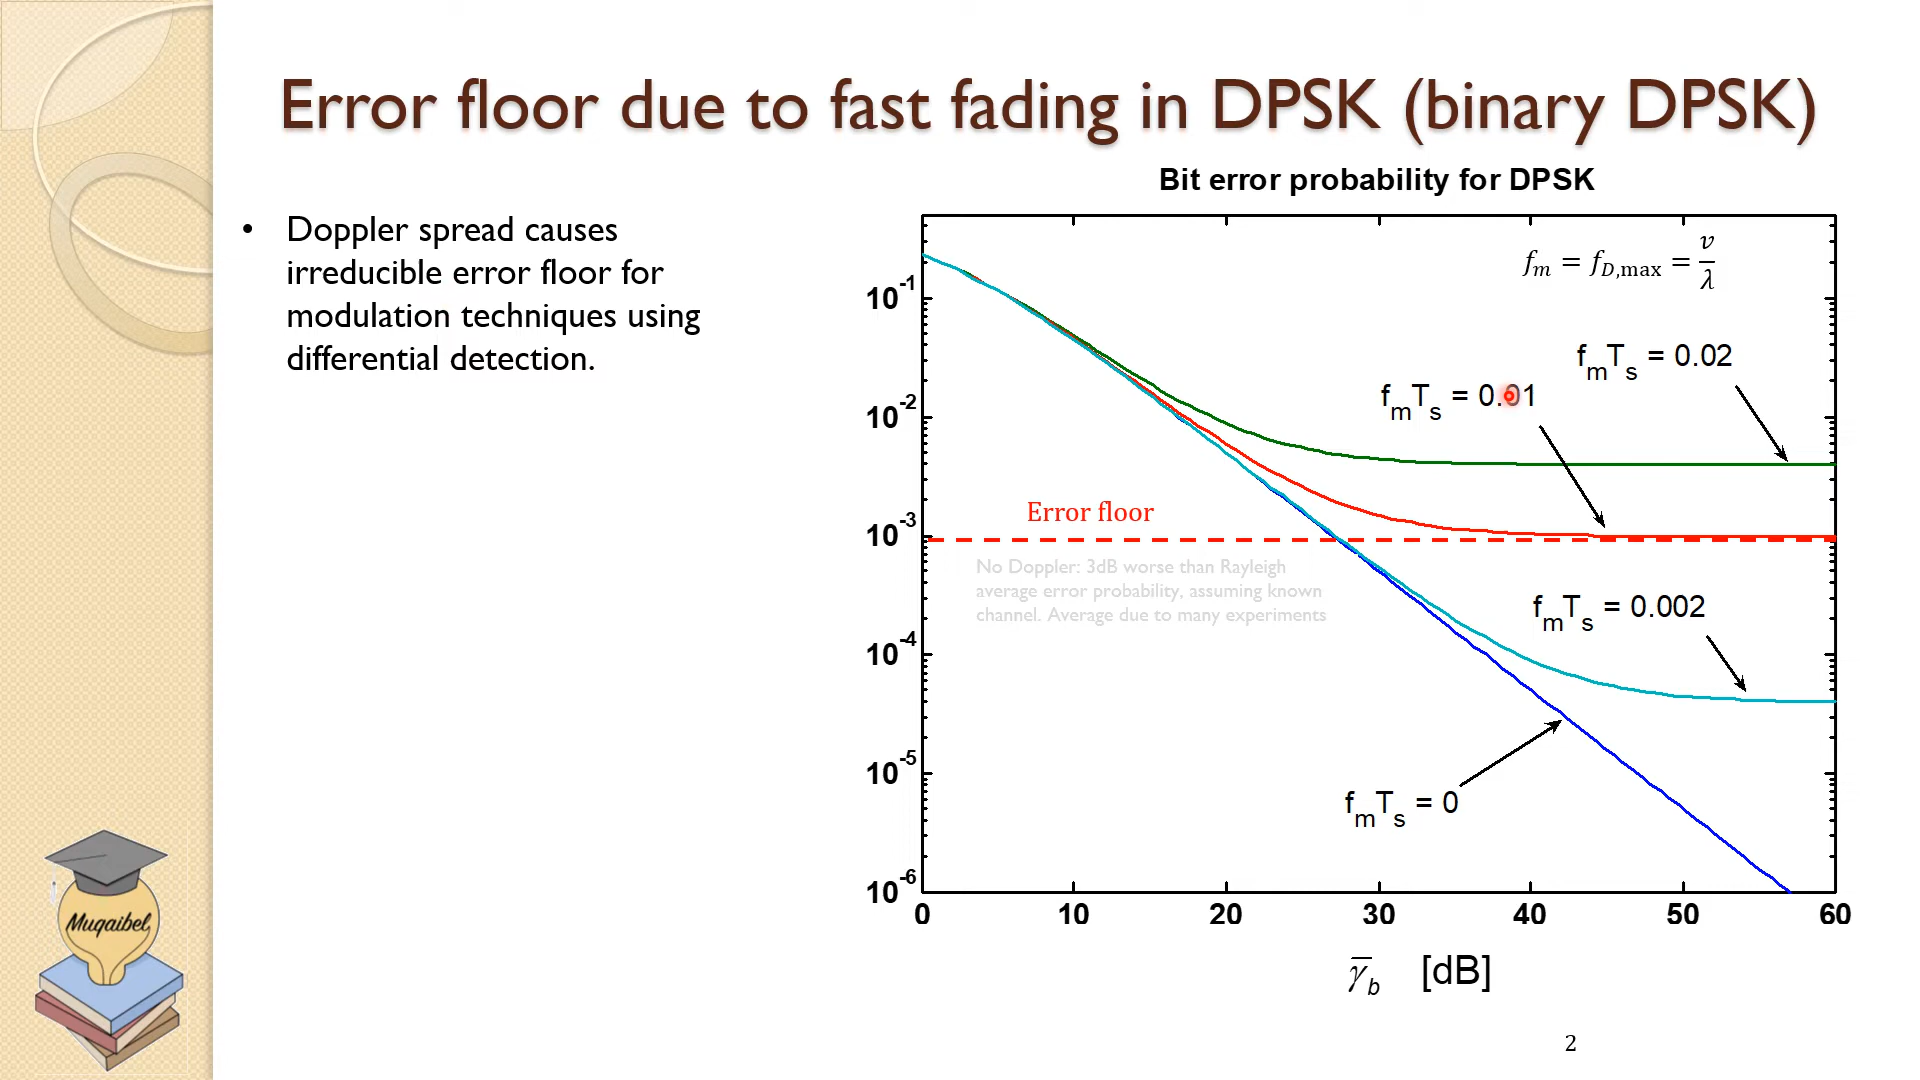 Error floor due to fast fading in DPSK (binary DPSK)
• Doppler spread causes
irreducible error floor for
modulation techniques using
differential detection.
Bit error probability for DPSK
f_m = f_{D,max} = v/λ
f_mT_s = 0.02
f_mT_s = 0.01
Error floor
No Doppler: 3dB worse than Rayleigh
average error probability, assuming known
channel. Average due to many experiments
f_mT_s = 0.002
f_mT_s = 0
10^-1
10^-2
10^-3
10^-4
10^-5
10^-6
0 10 20 30 40 50 60
γ̅_b [dB]
Muqaibel
2